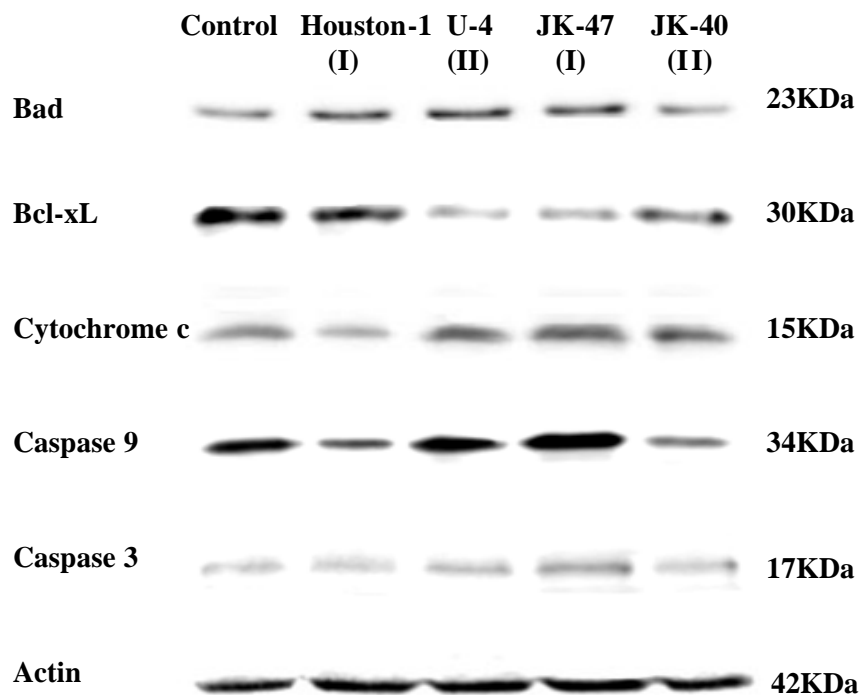 Control Houston-1 U-4 JK-47 JK-40
(I) (II) (I) (II)
Bad 23KDa
Bcl-xL 30KDa
Cytochrome c 15KDa
Caspase 9 34KDa
Caspase 3 17KDa
Actin 42KDa